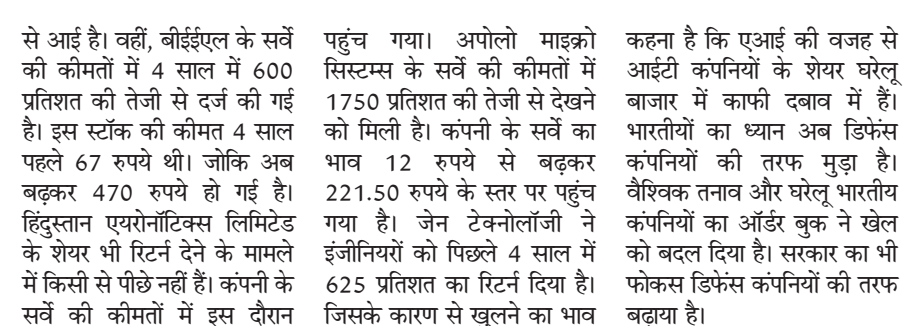 से आई है। वहीं, बीईईएल के सर्वे
की कीमतों में 4 साल में 600
प्रतिशत की तेजी से दर्ज की गई
है। इस स्टॉक की कीमत 4 साल
पहले 67 रुपये थी। जोकि अब
बढ़कर 470 रुपये हो गई है।
हिंदुस्तान एयरोनॉटिक्स लिमिटेड
के शेयर भी रिटर्न देने के मामले
में किसी से पीछे नहीं हैं। कंपनी के
सर्वे की कीमतों में इस दौरान
पहुंच गया। अपोलो माइक्रो
सिस्टम्स के सर्वे की कीमतों में
1750 प्रतिशत की तेजी से देखने
को मिली है। कंपनी के सर्वे का
भाव 12 रुपये से बढ़कर
221.50 रुपये के स्तर पर पहुंच
गया है। जेन टेक्नोलॉजी ने
इंजीनियरों को पिछले 4 साल में
625 प्रतिशत का रिटर्न दिया है।
जिसके कारण से खुलने का भाव
कहना है कि एआई की वजह से
आईटी कंपनियों के शेयर घरेलू
बाजार में काफी दबाव में हैं।
भारतीयों का ध्यान अब डिफेंस
कंपनियों की तरफ मुड़ा है।
वैश्विक तनाव और घरेलू भारतीय
कंपनियों का ऑर्डर बुक ने खेल
को बदल दिया है। सरकार का भी
फोकस डिफेंस कंपनियों की तरफ
बढ़ाया है।